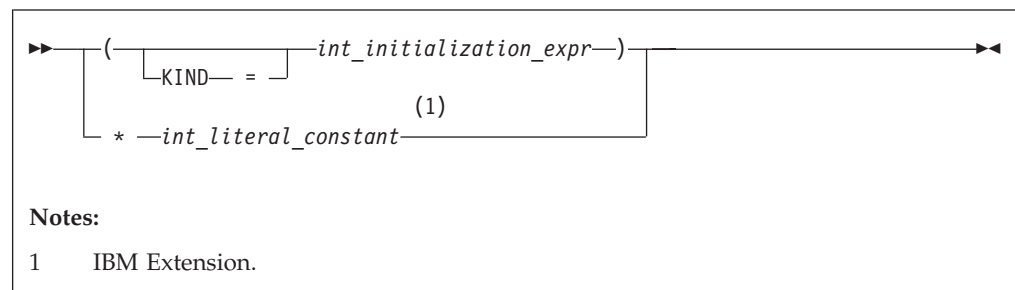 ( int_initialization_expr )
KIND =
(1)
* int_literal_constant
Notes:
1 IBM Extension.